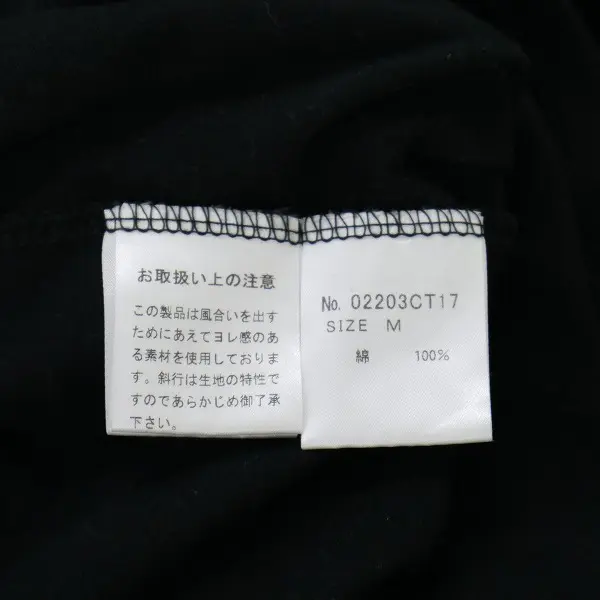 お取扱い上の注意
この製品は風合いを出す
ためにあえてヨレ感のあ
る素材を使用しておりま
す。斜行は生地の特性で
すのであらかじめ御了承
下さい。
No. 02203CT17
SIZE M
綿 100%